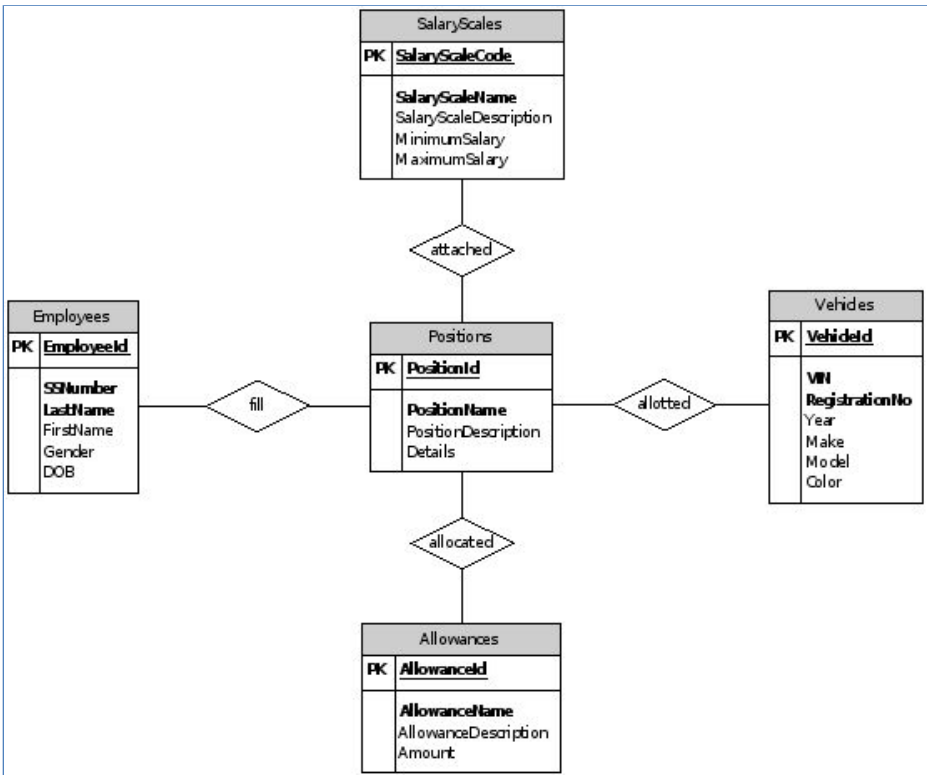 SalaryScales
PK SalaryScaleCode
SalaryScaleName
SalaryScaleDescription
MinimumSalary
MaximumSalary
attached
Employees
PK EmployeeId
SSNumber
LastName
FirstName
Gender
DOB
fill
Positions
PK PositionId
PositionName
PositionDescription
Details
allotted
Vehicles
PK VehicleId
VIN
RegistrationNo
Year
Make
Model
Color
allocated
Allowances
PK AllowanceId
AllowanceName
AllowanceDescription
Amount